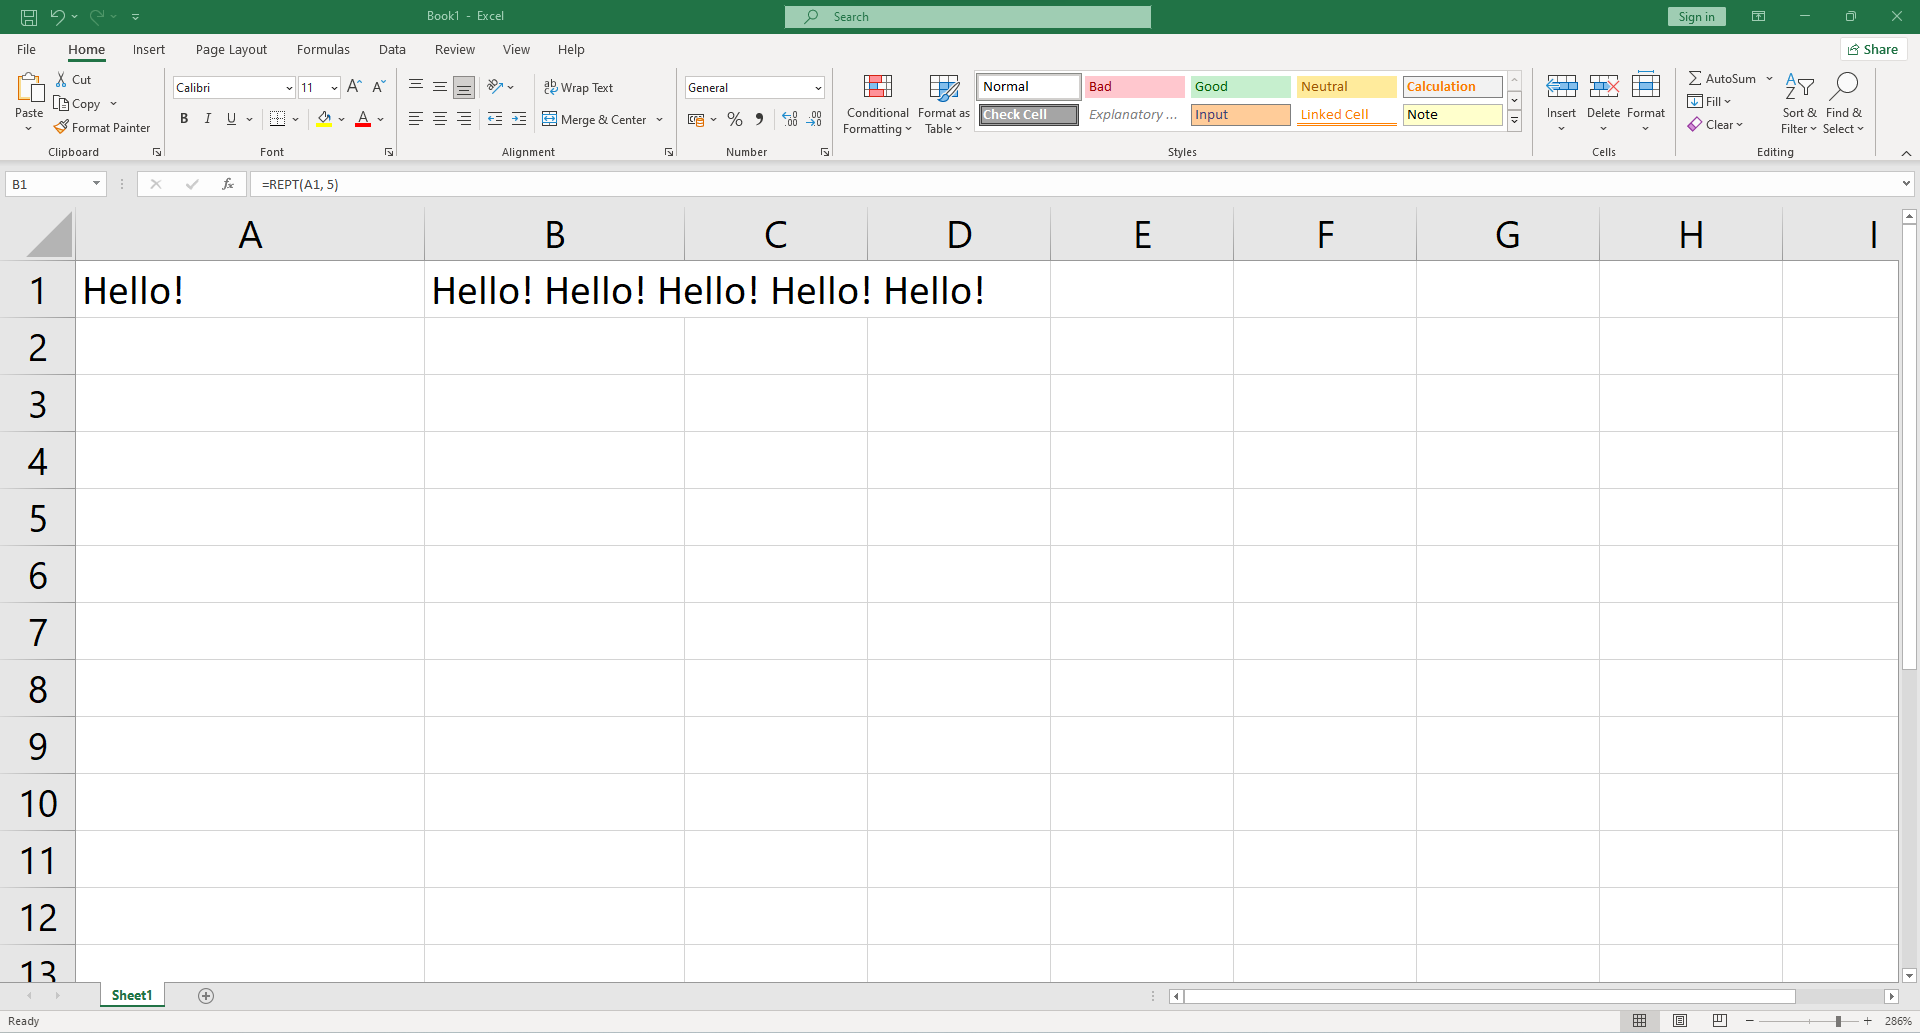 Book1 - Excel
Search
Sign in
File Home Insert Page Layout Formulas Data Review View Help
Share
Paste
Cut
Copy
Format Painter
Clipboard
Calibri 11
B I U
Font
Wrap Text
Merge & Center
Alignment
General
%
Number
Conditional
Formatting
Format as
Table
Normal Bad Good Neutral Calculation
Check Cell Explanatory ... Input Linked Cell Note
Styles
Insert Delete Format
Cells
AutoSum
Fill
Clear
Sort &
Filter
Find &
Select
Editing
B1 fx =REPT(A1, 5)
A B C D E F G H I
1 Hello! Hello! Hello! Hello! Hello! Hello!
2
3
4
5
6
7
8
9
10
11
12
13
Sheet1
Ready
286%